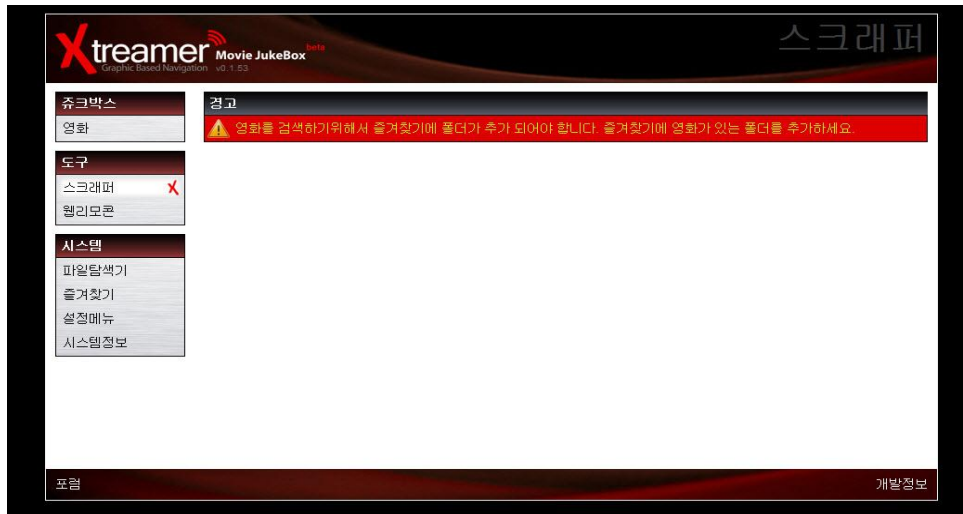 Xtreamer Movie JukeBox beta
Graphic Based Navigation v0.1.53
스크래퍼
쥬크박스
영화
도구
스크래퍼
웹리모콘
시스템
파일탐색기
즐겨찾기
설정메뉴
시스템정보
경고
영화를 검색하기위해서 즐겨찾기에 폴더가 추가 되어야 합니다. 즐겨찾기에 영화가 있는 폴더를 추가하세요.
포럼
개발정보